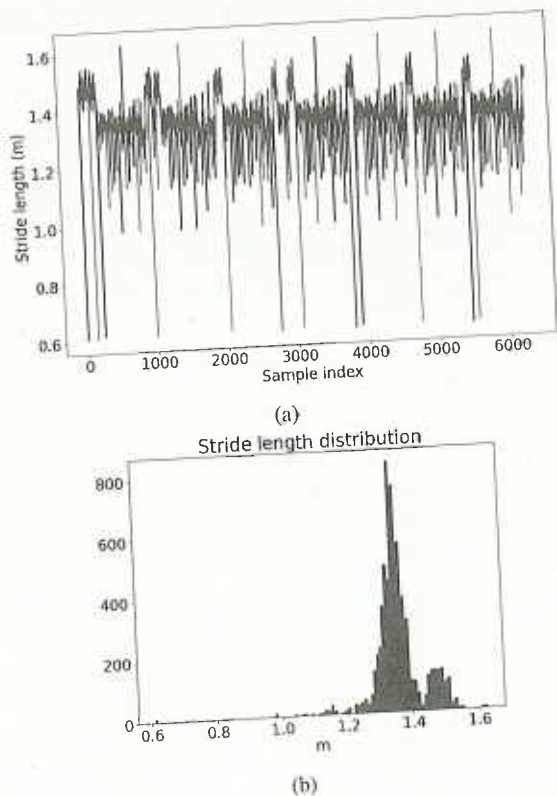 1.6
1.4
1.2
1.0
0.8
0.6
Stride length (m)
0 1000 2000 3000 4000 5000 6000
Sample index
(a)
Stride length distribution
800
600
400
200
0
0.6 0.8 1.0 1.2 1.4 1.6
m
(b)